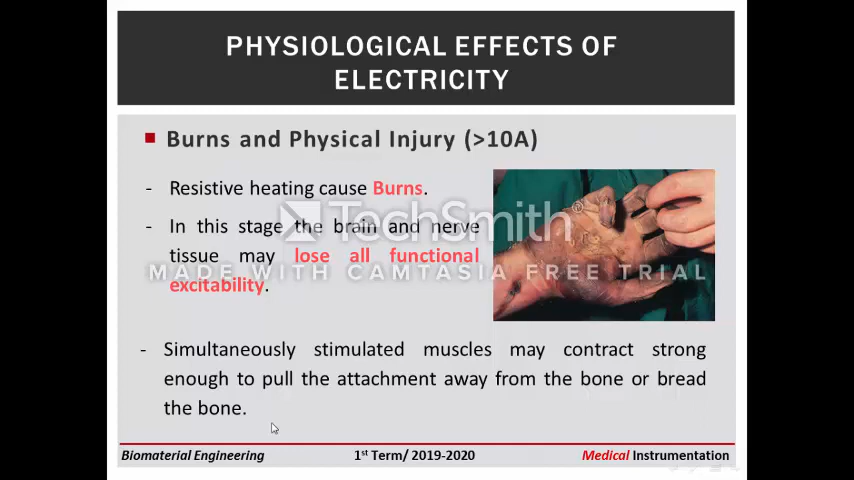 PHYSIOLOGICAL EFFECTS OF
ELECTRICITY
Burns and Physical Injury (>10A)
- Resistive heating cause Burns.
- In this stage the brain and nerve
tissue may lose all functional
excitability.
TechSmith®
MADE WITH CAMTASIA FREE TRIAL
- Simultaneously stimulated muscles may contract strong
enough to pull the attachment away from the bone or bread
the bone.
Biomaterial Engineering 1st Term/ 2019-2020 Medical Instrumentation